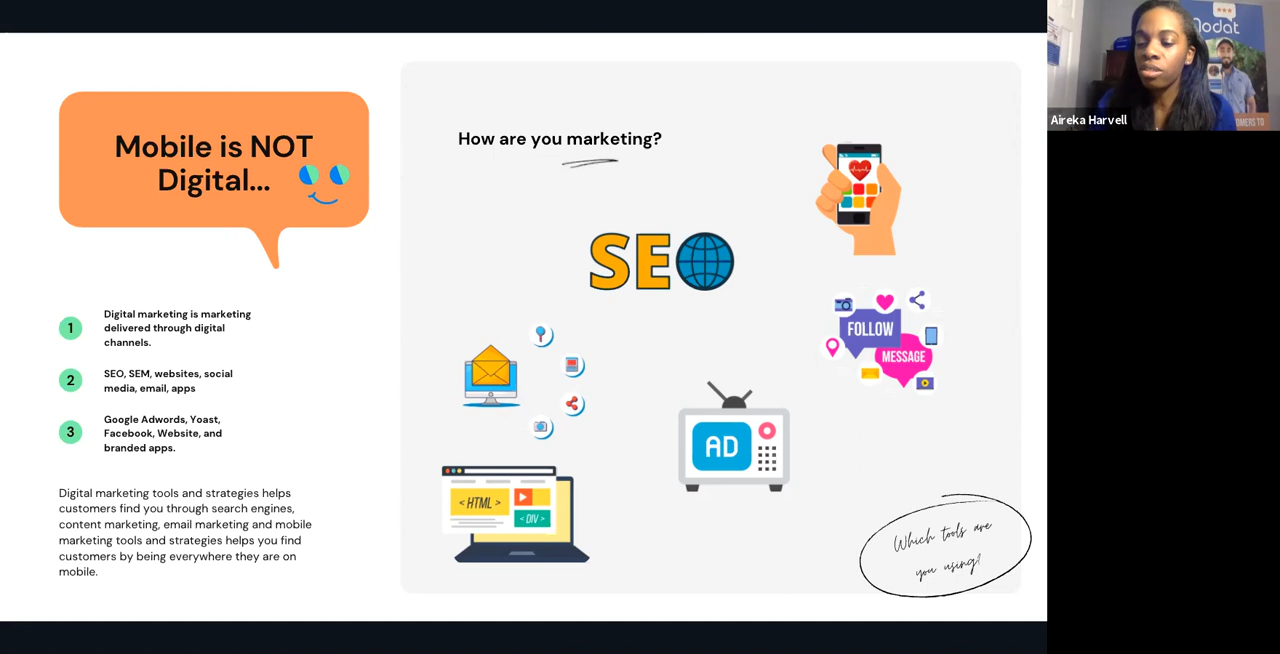 Mobile is NOT
Digital...
1
Digital marketing is marketing
delivered through digital
channels.
2
SEO, SEM, websites, social
media, email, apps
3
Google Adwords, Yoast,
Facebook, Website, and
branded apps.
Digital marketing tools and strategies helps
customers find you through search engines,
content marketing, email marketing and mobile
marketing tools and strategies helps you find
customers by being everywhere they are on
mobile.
How are you marketing?
SE
FOLLOW
MESSAGE
AD
< HTML >
< DIV >
Which tools are
you using?
Aireka Harvell